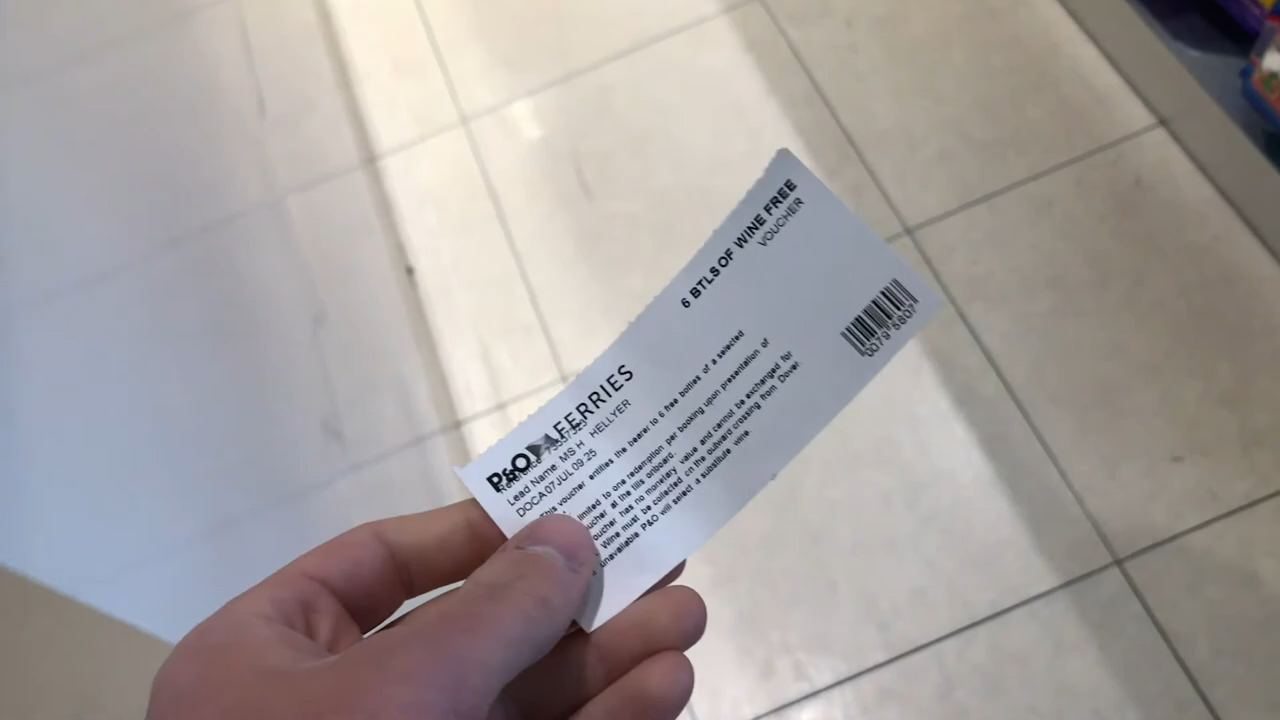 P&O FERRIES
Lead Name: MS H HELLYER
DOCA07JUL 09.25
6 BTLS OF WINE FREE
VOUCHER
This voucher entitles the bearer to 6 free bottles of a selected
limited to one redemption per booking upon presentation of
voucher at the tills onboard.
voucher has no monetary value and cannot be exchanged for
Wine must be collected on the outward crossing from Dover.
unavailable P&O will select a substitute wine.